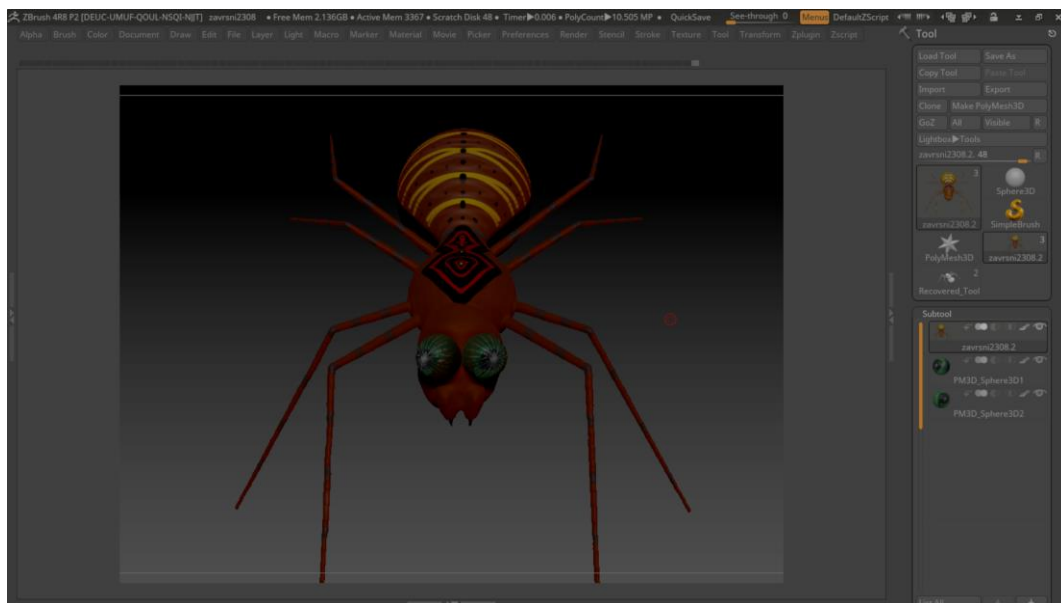 ZBrush 4R8 P2 [DEUC-UMUF-QOUL-NSQI-NJIT] zavrsni2308 • Free Mem 2.136GB • Active Mem 3367 • Scratch Disk 48 • Timer▶0.006 • PolyCount▶10.505 MP • QuickSave See-through 0 Menus DefaultZScript
Alpha Brush Color Document Draw Edit File Layer Light Macro Marker Material Movie Picker Preferences Render Stencil Stroke Texture Tool Transform Zplugin Zscript
Tool
Load Tool Save As
Copy Tool Paste Tool
Import Export
Clone Make PolyMesh3D
GoZ All Visible R
Lightbox▶Tools
zavrsni2308.2. 48 R
3
Sphere3D
zavrsni2308.2 SimpleBrush
3
PolyMesh3D zavrsni2308.2
2
Recovered_Tool
Subtool
zavrsni2308.2
PM3D_Sphere3D1
PM3D_Sphere3D2